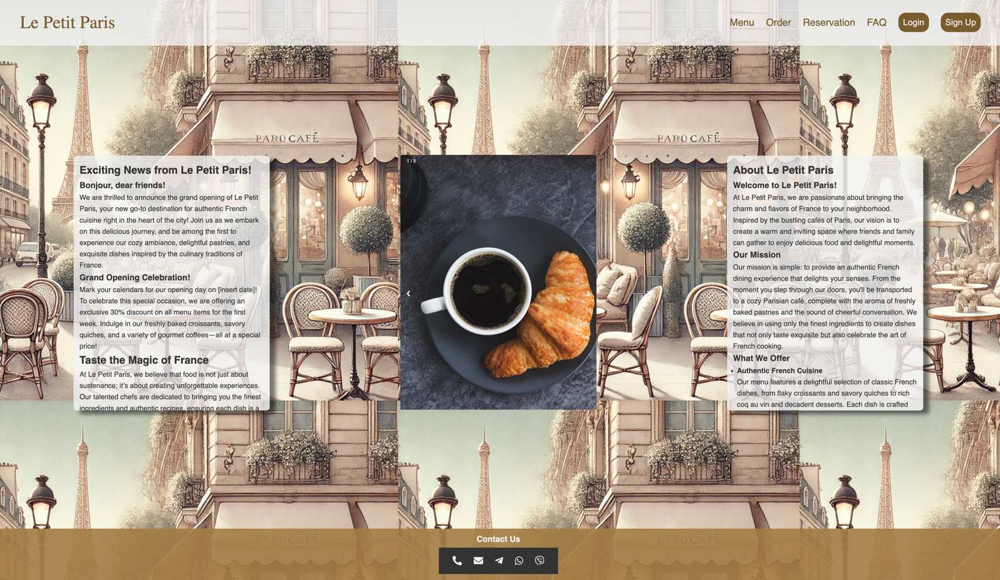 Le Petit Paris
Menu Order Reservation FAQ Login Sign Up
PARO CAFÉ
PARO CAFÉ
Exciting News from Le Petit Paris!
Bonjour, dear friends!
We are thrilled to announce the grand opening of Le Petit
Paris, your new go-to destination for authentic French
cuisine right in the heart of the city! Join us as we embark
on this delicious journey, and be among the first to
experience our cozy ambiance, delightful pastries, and
exquisite dishes inspired by the culinary traditions of
France.
Grand Opening Celebration!
Mark your calendars for our opening day on [insert date]!
To celebrate this special occasion, we are offering an
exclusive 30% discount on all menu items for the first
week. Indulge in our freshly baked croissants, savory
quiches, and a variety of gourmet coffees—all at a special
price!
Taste the Magic of France
At Le Petit Paris, we believe that food is not just about
sustenance; it's about creating unforgettable experiences.
Our talented chefs are dedicated to bringing you the finest
ingredients and authentic recipes, ensuring each dish is a
1 / 5
About Le Petit Paris
Welcome to Le Petit Paris!
At Le Petit Paris, we are passionate about bringing the
charm and flavors of France to your neighborhood.
Inspired by the bustling cafés of Paris, our vision is to
create a warm and inviting space where friends and family
can gather to enjoy delicious food and delightful moments.
Our Mission
Our mission is simple: to provide an authentic French
dining experience that delights your senses. From the
moment you step through our doors, you'll be transported
to a cozy Parisian café, complete with the aroma of freshly
baked pastries and the sound of cheerful conversation. We
believe in using only the finest ingredients to create dishes
that not only taste exquisite but also celebrate the art of
French cooking.
What We Offer
• Authentic French Cuisine
Our menu features a delightful selection of classic French
dishes, from flaky croissants and savory quiches to rich
coq au vin and decadent desserts. Each dish is crafted
PARO CAFÉ
PARO CAFÉ
Contact Us